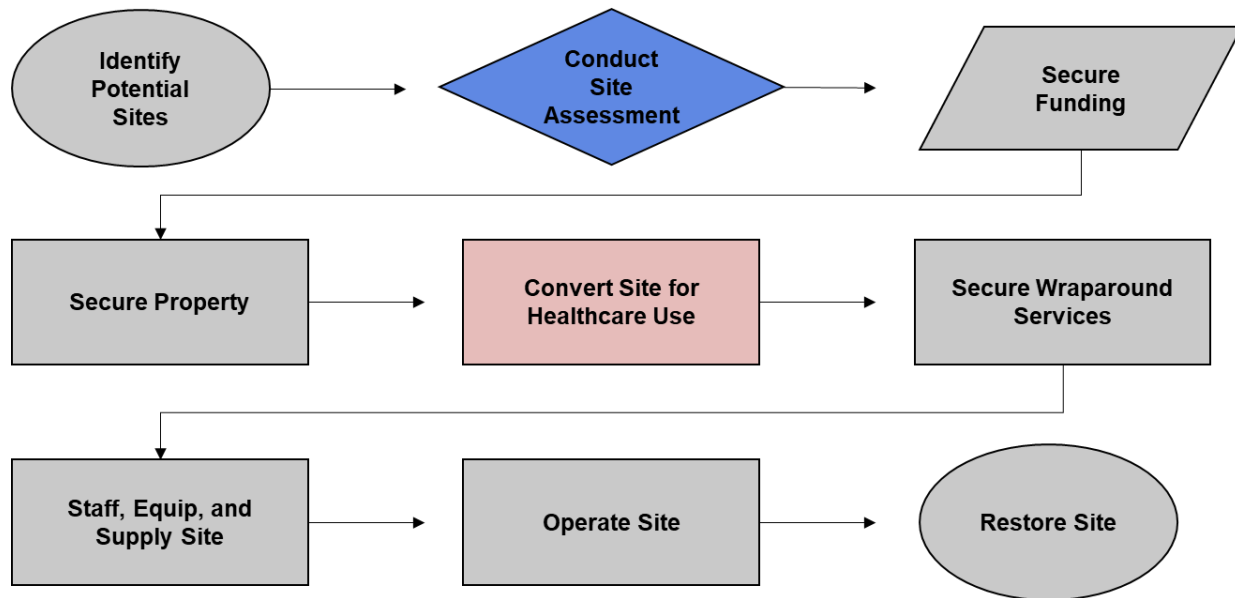 Identify
Potential
Sites
Conduct
Site
Assessment
Secure
Funding
Secure Property
Convert Site for
Healthcare Use
Secure Wraparound
Services
Staff, Equip, and
Supply Site
Operate Site
Restore Site